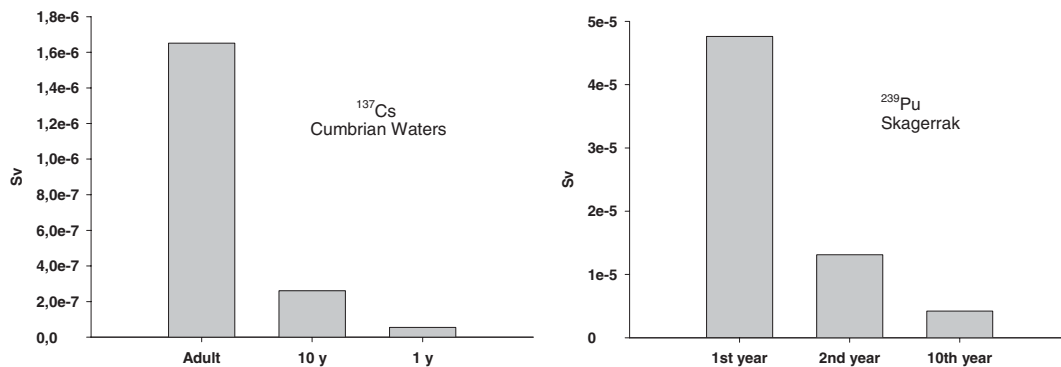 1,8e-6
1,6e-6
1,4e-6
1,2e-6
1,0e-6
8,0e-7
6,0e-7
4,0e-7
2,0e-7
0,0
Sv
¹³⁷Cs
Cumbrian Waters
Adult 10 y 1 y
5e-5
4e-5
3e-5
2e-5
1e-5
0
Sv
²³⁹Pu
Skagerrak
1st year 2nd year 10th year